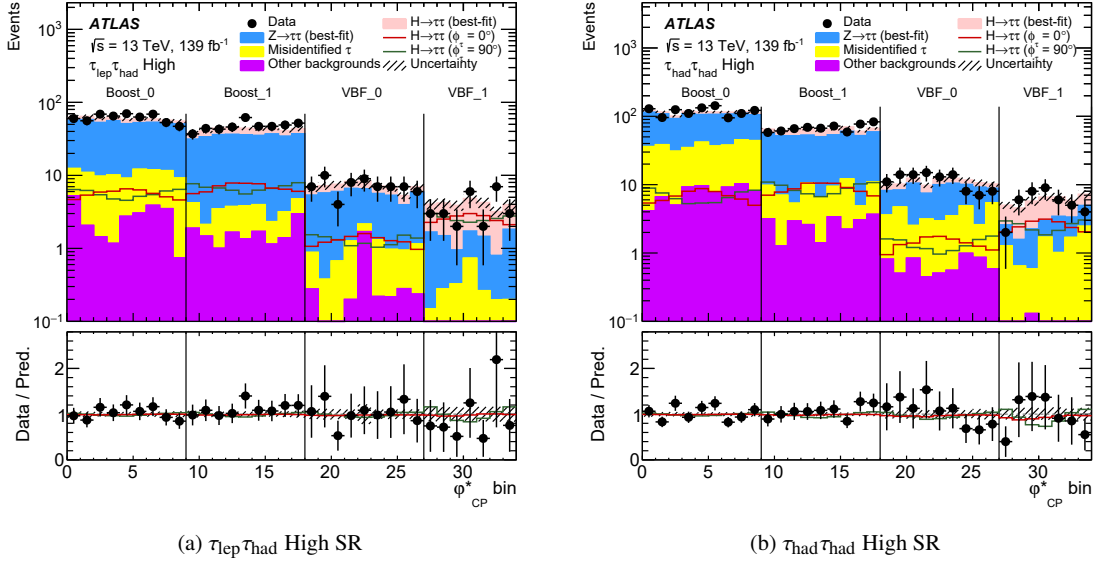 Events
10³
10²
10
1
10⁻¹
ATLAS
√s = 13 TeV, 139 fb⁻¹
τlepτhad High
Data
Z→ττ (best-fit)
Misidentified τ
Other backgrounds
H→ττ (best-fit)
H→ττ (ϕτ = 0°)
H→ττ (ϕτ = 90°)
Uncertainty
Boost_0 Boost_1 VBF_0 VBF_1
Data / Pred.
2
1
0
0 5 10 15 20 25 30
φ*CP bin
(a) τlepτhad High SR
Events
10³
10²
10
1
10⁻¹
ATLAS
√s = 13 TeV, 139 fb⁻¹
τhadτhad High
Data
Z→ττ (best-fit)
Misidentified τ
Other backgrounds
H→ττ (best-fit)
H→ττ (ϕτ = 0°)
H→ττ (ϕτ = 90°)
Uncertainty
Boost_0 Boost_1 VBF_0 VBF_1
Data / Pred.
2
1
0
0 5 10 15 20 25 30
φ*CP bin
(b) τhadτhad High SR